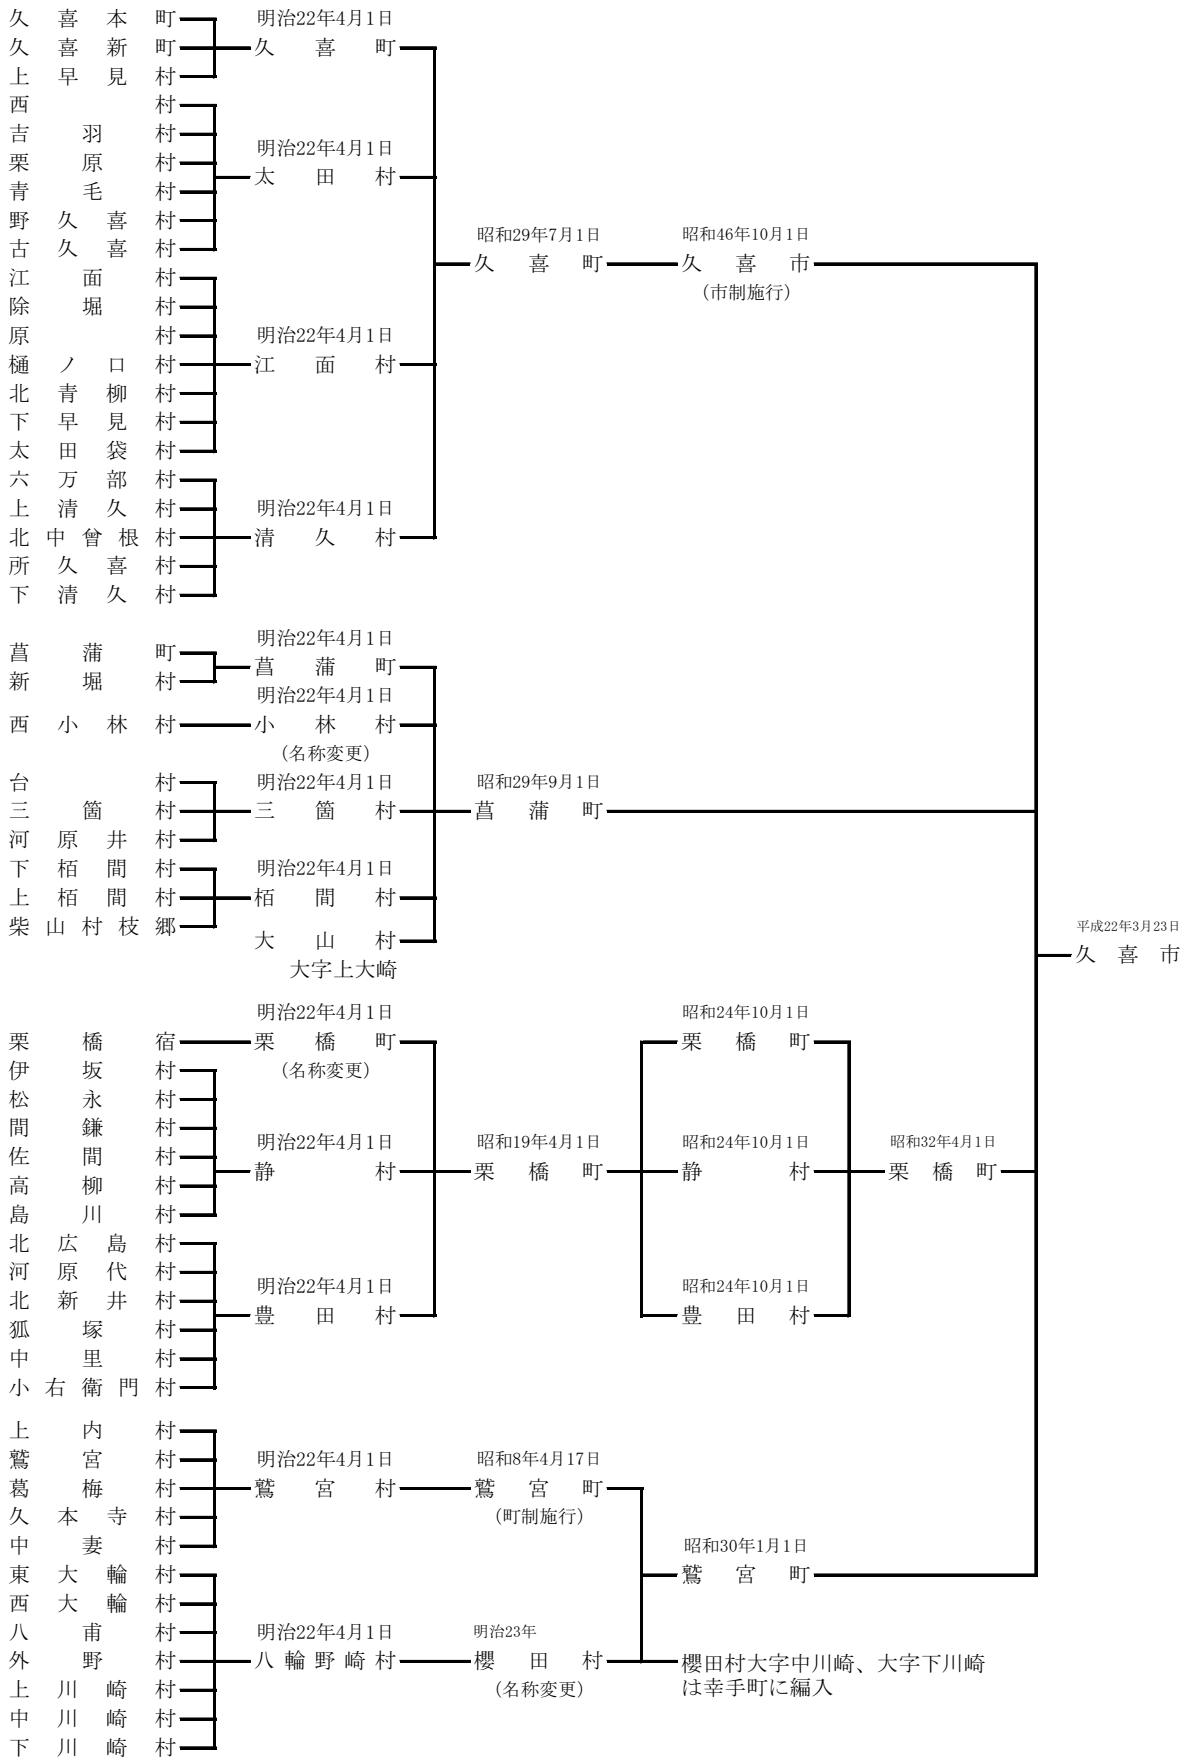 久喜本町
久喜新町
上早見村
西村
吉羽村
栗原村
青毛村
野久喜村
古久喜村
江面村
除堀村
原村
樋ノ口村
北青柳村
下早見村
太田袋村
六万部村
上清久村
北中曾根村
所久喜村
下清久村
明治22年4月1日
久喜町
明治22年4月1日
太田村
明治22年4月1日
江面村
明治22年4月1日
清久村
昭和29年7月1日
久喜町
昭和46年10月1日
久喜市
(市制施行)
菖蒲町
新堀村
西小林村
台村
三箇村
河原井村
下栢間村
上栢間村
柴山村枝郷
明治22年4月1日
菖蒲町
明治22年4月1日
小林村
(名称変更)
明治22年4月1日
三箇村
明治22年4月1日
栢間村
大山村
大字上大崎
昭和29年9月1日
菖蒲町
栗橋宿
伊坂村
松永村
間鎌村
佐間村
高柳村
島川村
北広島村
河原代村
北新井村
狐塚村
中里村
小右衛門村
明治22年4月1日
栗橋町
(名称変更)
明治22年4月1日
静村
明治22年4月1日
豊田村
昭和19年4月1日
栗橋町
昭和24年10月1日
栗橋町
昭和24年10月1日
静村
昭和24年10月1日
豊田村
昭和32年4月1日
栗橋町
上内村
鷲宮村
葛梅村
久本寺村
中妻村
東大輪村
西大輪村
八甫村
外野村
上川崎村
中川崎村
下川崎村
明治22年4月1日
鷲宮村
明治22年4月1日
八輪野崎村
昭和8年4月17日
鷲宮町
(町制施行)
明治23年
櫻田村
(名称変更)
昭和30年1月1日
鷲宮町
櫻田村大字中川崎、大字下川崎
は幸手町に編入
平成22年3月23日
久喜市